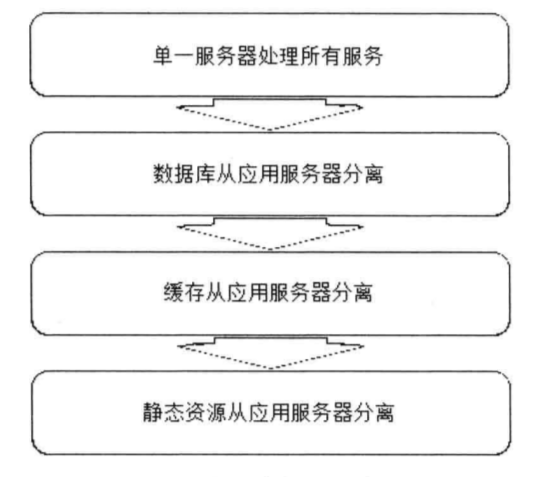 单一服务器处理所有服务
数据库从应用服务器分离
缓存从应用服务器分离
静态资源从应用服务器分离